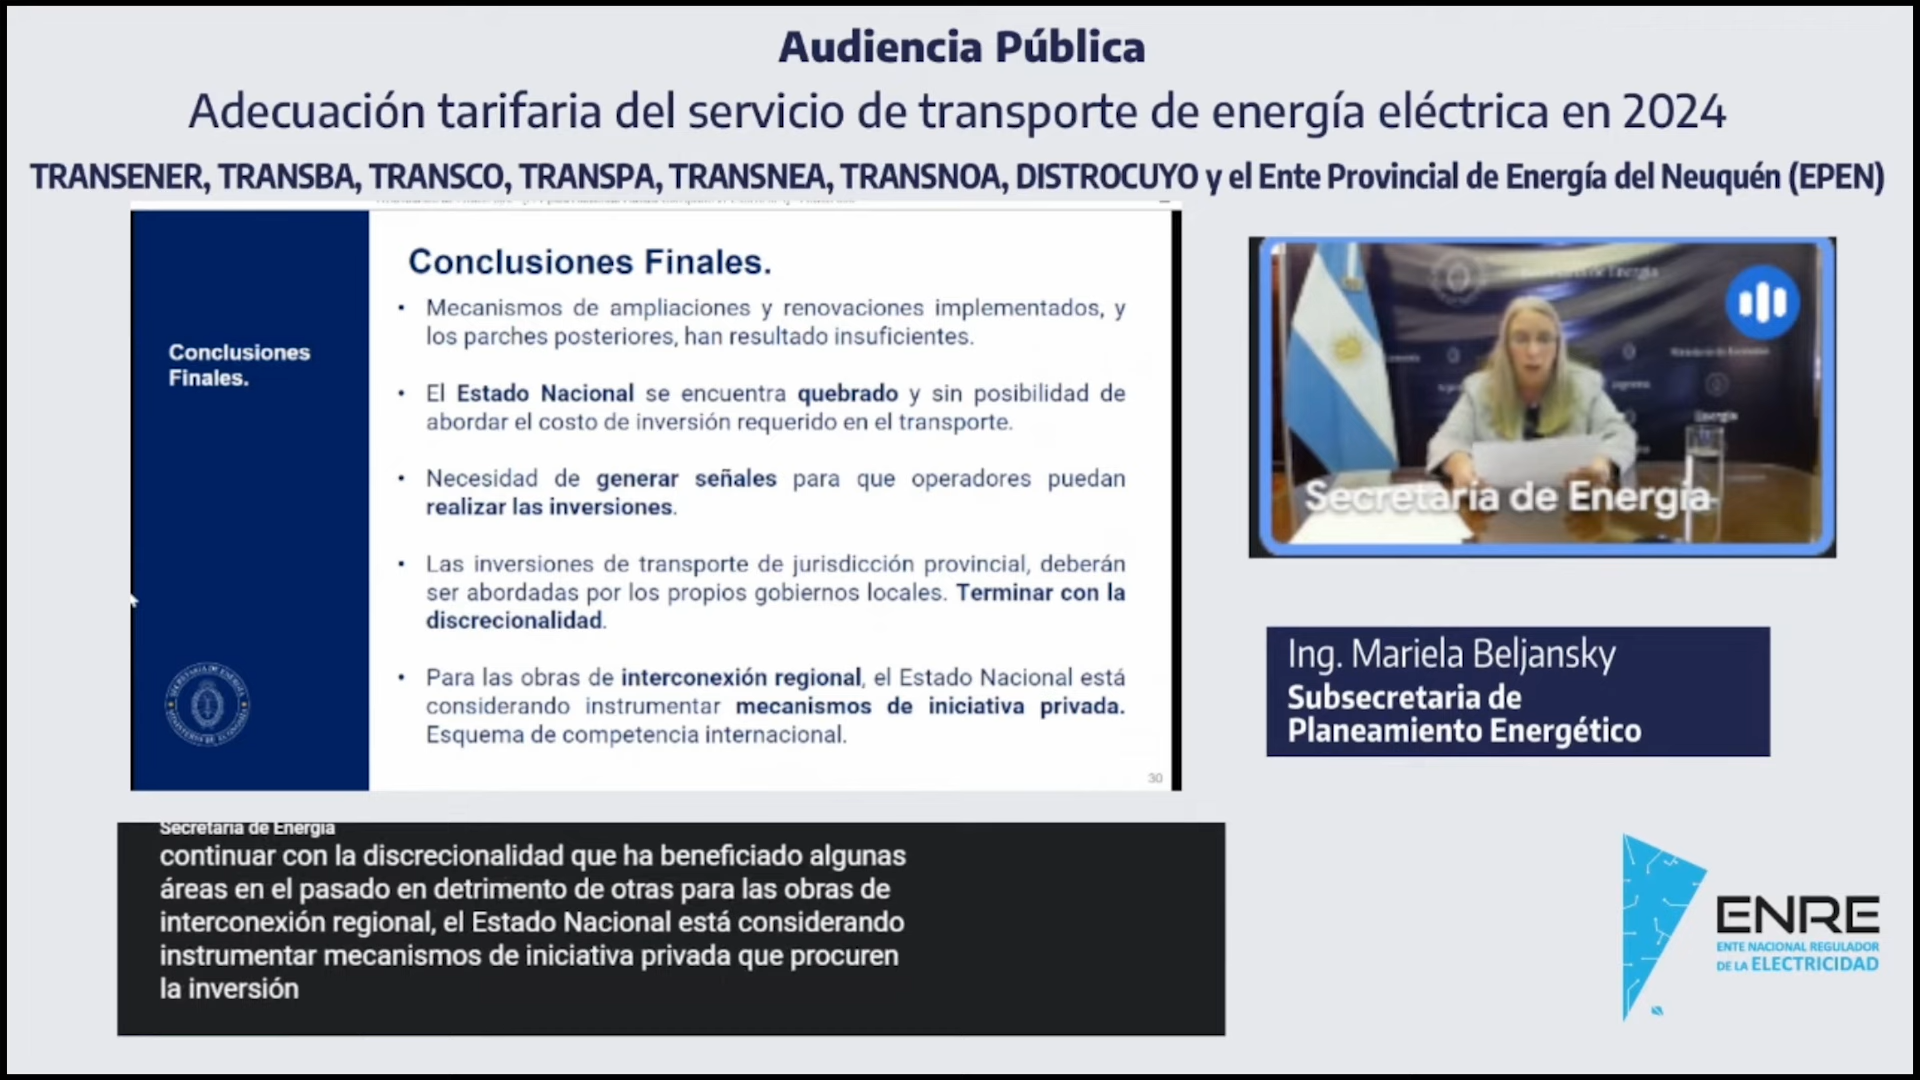 Audiencia Pública
Adecuación tarifaria del servicio de transporte de energía eléctrica en 2024
TRANSENER, TRANSBA, TRANSCO, TRANSPA, TRANSNEA, TRANSNOA, DISTROCUYO y el Ente Provincial de Energía del Neuquén (EPEN)
Conclusiones
Finales.
Conclusiones Finales.
• Mecanismos de ampliaciones y renovaciones implementados, y
los parches posteriores, han resultado insuficientes.
• El Estado Nacional se encuentra quebrado y sin posibilidad de
abordar el costo de inversión requerido en el transporte.
• Necesidad de generar señales para que operadores puedan
realizar las inversiones.
• Las inversiones de transporte de jurisdicción provincial, deberán
ser abordadas por los propios gobiernos locales. Terminar con la
discrecionalidad.
• Para las obras de interconexión regional, el Estado Nacional está
considerando instrumentar mecanismos de iniciativa privada.
Esquema de competencia internacional.
30
Secretaría de Energía
Ing. Mariela Beljansky
Subsecretaria de
Planeamiento Energético
Secretaría de Energía
continuar con la discrecionalidad que ha beneficiado algunas
áreas en el pasado en detrimento de otras para las obras de
interconexión regional, el Estado Nacional está considerando
instrumentar mecanismos de iniciativa privada que procuren
la inversión
ENRE
ENTE NACIONAL REGULADOR
DE LA ELECTRICIDAD